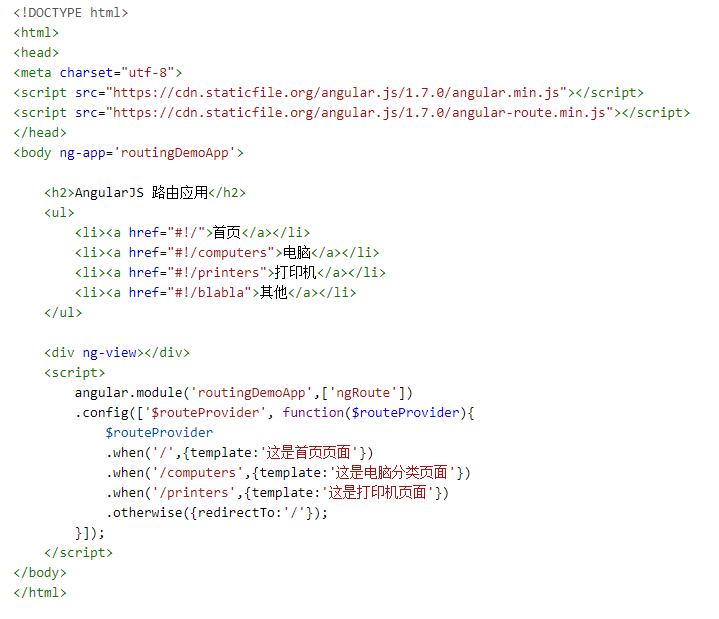 <!DOCTYPE html>
<html>
<head>
<meta charset="utf-8">
<script src="https://cdn.staticfile.org/angular.js/1.7.0/angular.min.js"></script>
<script src="https://cdn.staticfile.org/angular.js/1.7.0/angular-route.min.js"></script>
</head>
<body ng-app='routingDemoApp'>

    <h2>AngularJS 路由应用</h2>
    <ul>
        <li><a href="#!/">首页</a></li>
        <li><a href="#!/computers">电脑</a></li>
        <li><a href="#!/printers">打印机</a></li>
        <li><a href="#!/blabla">其他</a></li>
    </ul>

    <div ng-view></div>
    <script>
        angular.module('routingDemoApp',['ngRoute'])
        .config(['$routeProvider', function($routeProvider){
            $routeProvider
            .when('/',{template:'这是首页页面'})
            .when('/computers',{template:'这是电脑分类页面'})
            .when('/printers',{template:'这是打印机页面'})
            .otherwise({redirectTo:'/'});
        }]);
    </script>
</body>
</html>